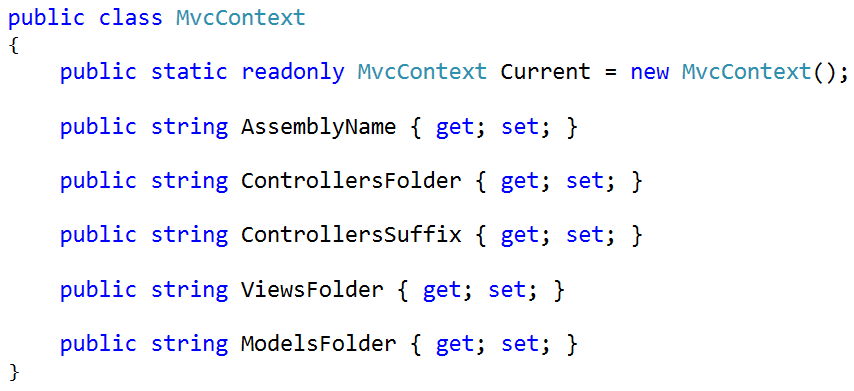 public class MvcContext
{
    public static readonly MvcContext Current = new MvcContext();
    public string AssemblyName { get; set; }
    public string ControllersFolder { get; set; }
    public string ControllersSuffix { get; set; }
    public string ViewsFolder { get; set; }
    public string ModelsFolder { get; set; }
}